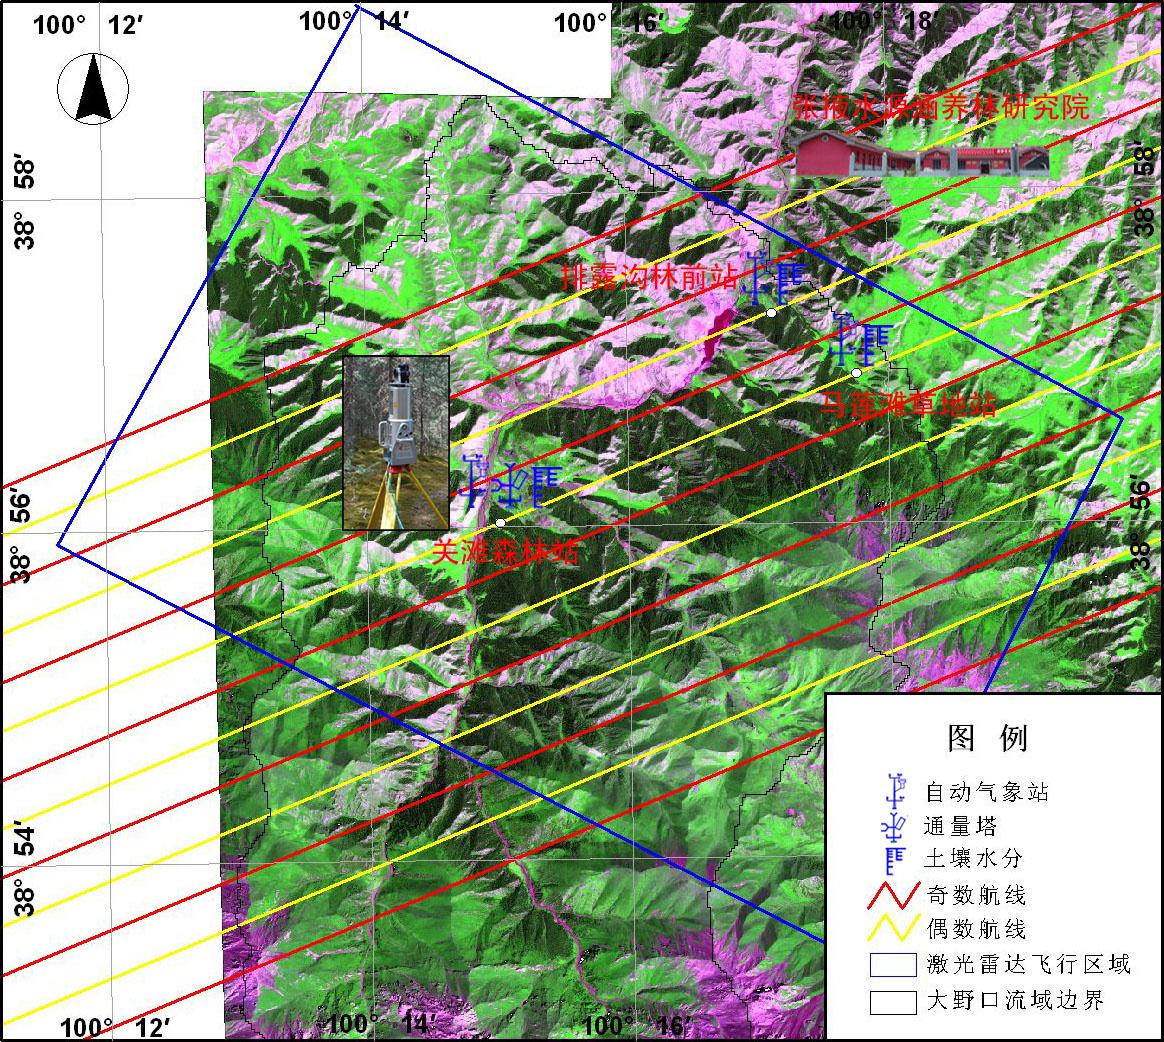 100° 12′
100° 14′
100° 16′
100° 18′
张掖水源涵养林研究院
38° 58′
38° 58′
排露沟林前站
马莲滩草地站
38° 56′
38° 56′
关滩森林站
38° 54′
图 例
自动气象站
通量塔
土壤水分
奇数航线
偶数航线
激光雷达飞行区域
大野口流域边界
100° 12′
100° 14′
100° 16′